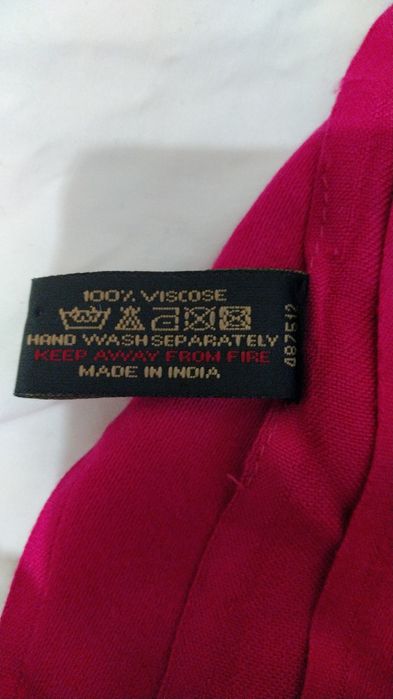 100% VISCOSE
HAND WASH SEPARATELY
KEEP AWAY FROM FIRE
MADE IN INDIA
487512